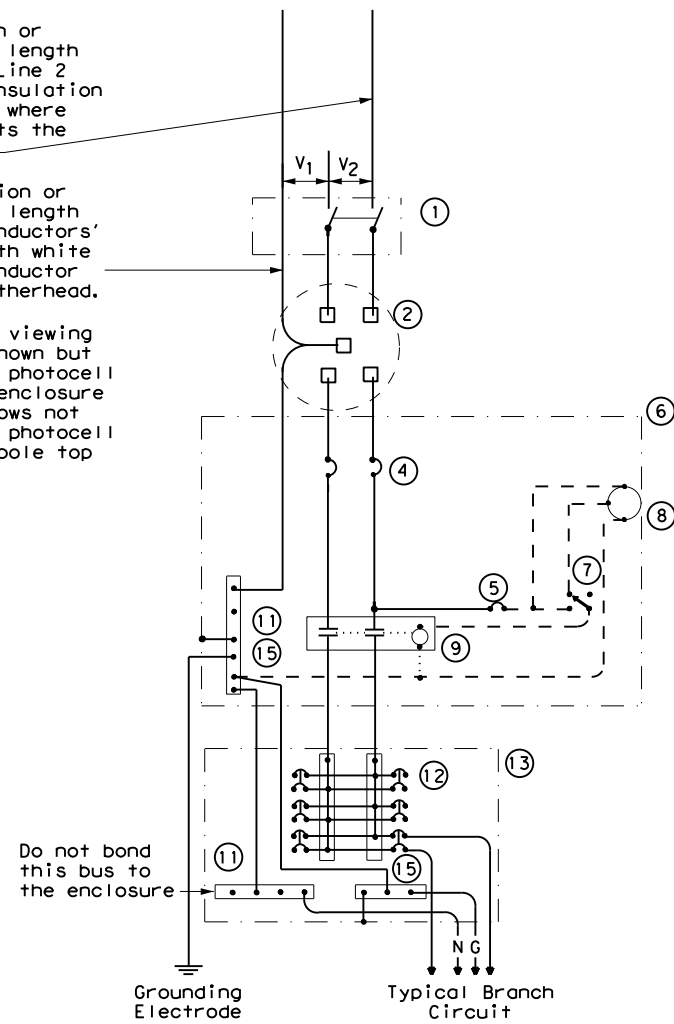 n or
length
Line 2
nsulation
where
ts the
ion or
length
nductors'
th white
nductor
therhead.
viewing
hown but
photocell
enclosure
ows not
photocell
pole top
V1
V2
1
2
6
4
8
7
5
11
15
9
13
12
11
15
Do not bond
this bus to
the enclosure
N G
Grounding
Electrode
Typical Branch
Circuit